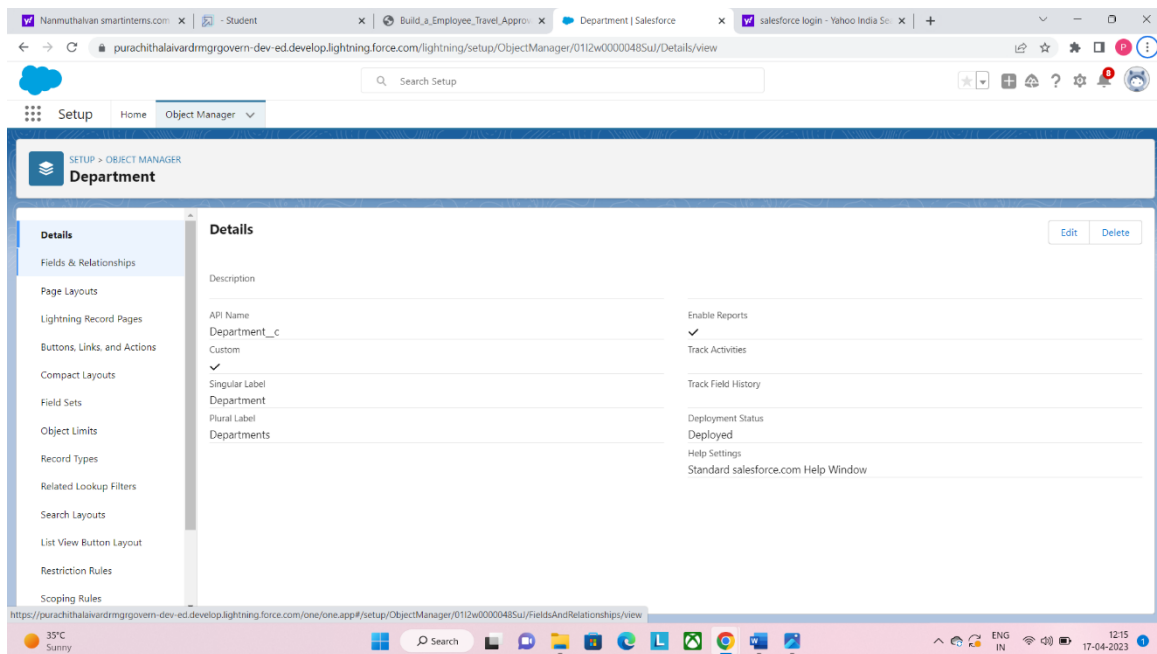 Nanmuthalvan smartinterns.com
- Student
Build_a_Employee_Travel_Approv
Department | Salesforce
salesforce login - Yahoo India Se
purachithalaivardrmgrgovern-dev-ed.develop.lightning.force.com/lightning/setup/ObjectManager/01I2w0000048SuJ/Details/view
P
Search Setup
8
Setup
Home
Object Manager
SETUP > OBJECT MANAGER
Department
Details
Fields & Relationships
Page Layouts
Lightning Record Pages
Buttons, Links, and Actions
Compact Layouts
Field Sets
Object Limits
Record Types
Related Lookup Filters
Search Layouts
List View Button Layout
Restriction Rules
Scoping Rules
Details
Edit
Delete
Description
API Name
Department__c
Custom
Singular Label
Department
Plural Label
Departments
Enable Reports
Track Activities
Track Field History
Deployment Status
Deployed
Help Settings
Standard salesforce.com Help Window
https://purachithalaivardrmgrgovern-dev-ed.develop.lightning.force.com/one/one.app#/setup/ObjectManager/01I2w0000048SuJ/FieldsAndRelationships/view
35°C
Sunny
Search
ENG
IN
12:15
17-04-2023
1